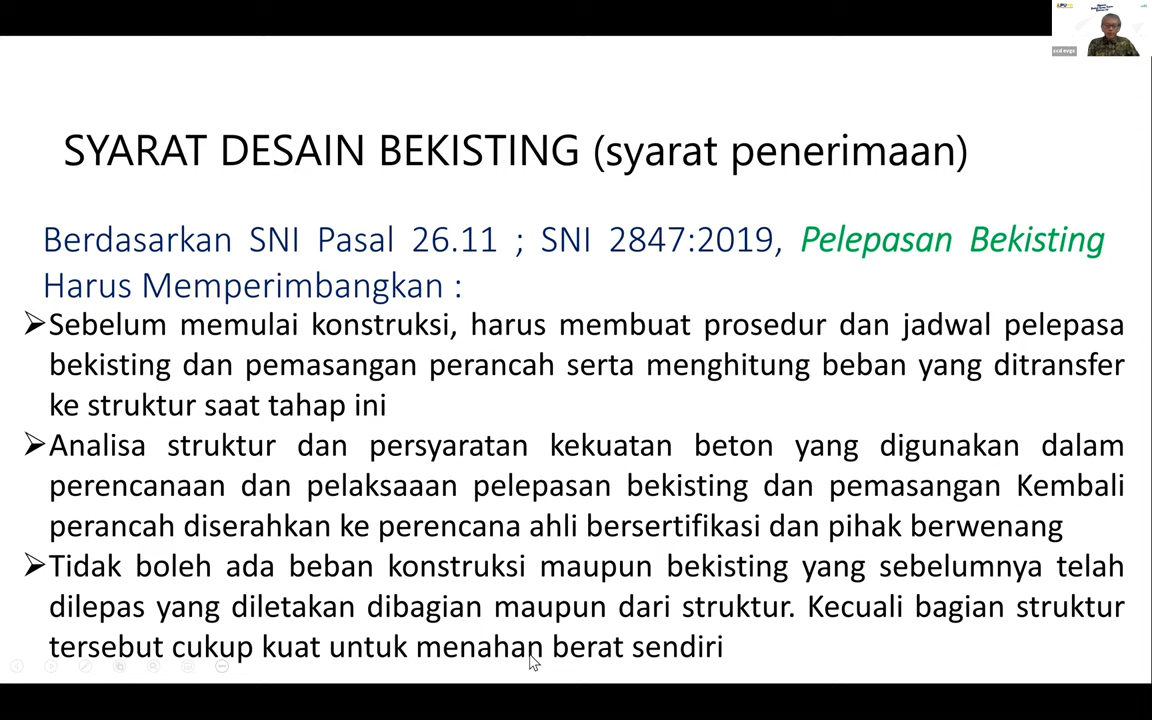 SYARAT DESAIN BEKISTING (syarat penerimaan)
Berdasarkan SNI Pasal 26.11 ; SNI 2847:2019, Pelepasan Bekisting
Harus Memperimbangkan :
➢Sebelum memulai konstruksi, harus membuat prosedur dan jadwal pelepasa
bekisting dan pemasangan perancah serta menghitung beban yang ditransfer
ke struktur saat tahap ini
➢Analisa struktur dan persyaratan kekuatan beton yang digunakan dalam
perencanaan dan pelaksaaan pelepasan bekisting dan pemasangan Kembali
perancah diserahkan ke perencana ahli bersertifikasi dan pihak berwenang
➢Tidak boleh ada beban konstruksi maupun bekisting yang sebelumnya telah
dilepas yang diletakan dibagian maupun dari struktur. Kecuali bagian struktur
tersebut cukup kuat untuk menahan berat sendiri